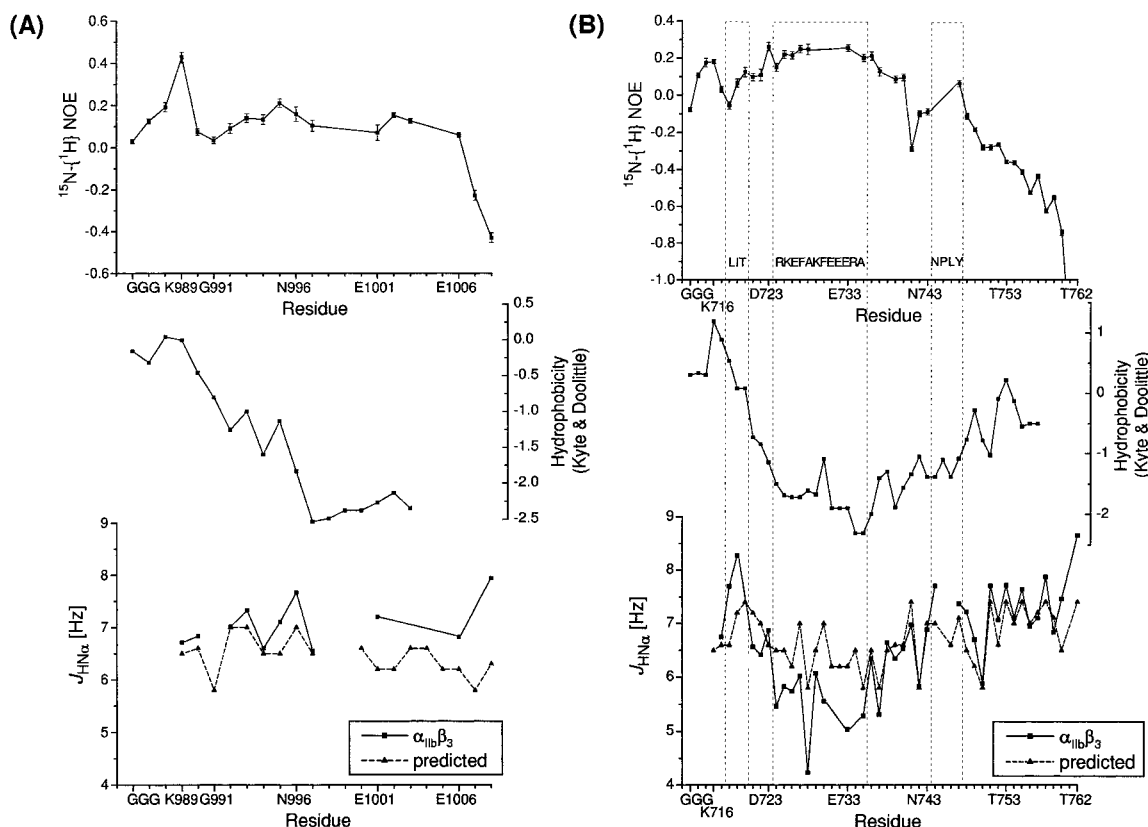 (A)
0.6
0.4
0.2
0.0
-0.2
-0.4
-0.6
15N-{1H} NOE
GGG K989 G991 N996 E1001 E1006
Residue
0.5
0.0
-0.5
-1.0
-1.5
-2.0
-2.5
Hydrophobicity
(Kyte & Doolittle)
9
8
7
6
5
4
JHNα [Hz]
αIIbβ3
predicted
GGG K989 G991 N996 E1001 E1006
Residue
(B)
0.6
0.4
0.2
0.0
-0.2
-0.4
-0.6
-0.8
-1.0
15N-{1H} NOE
LIT RKEFAKFEEERA NPLY
GGG D723 E733 N743 T753 T762
K716
Residue
1
0
-1
-2
Hydrophobicity
(Kyte & Doolittle)
9
8
7
6
5
4
JHNα [Hz]
αIIbβ3
predicted
GGG D723 E733 N743 T753 T762
K716
Residue